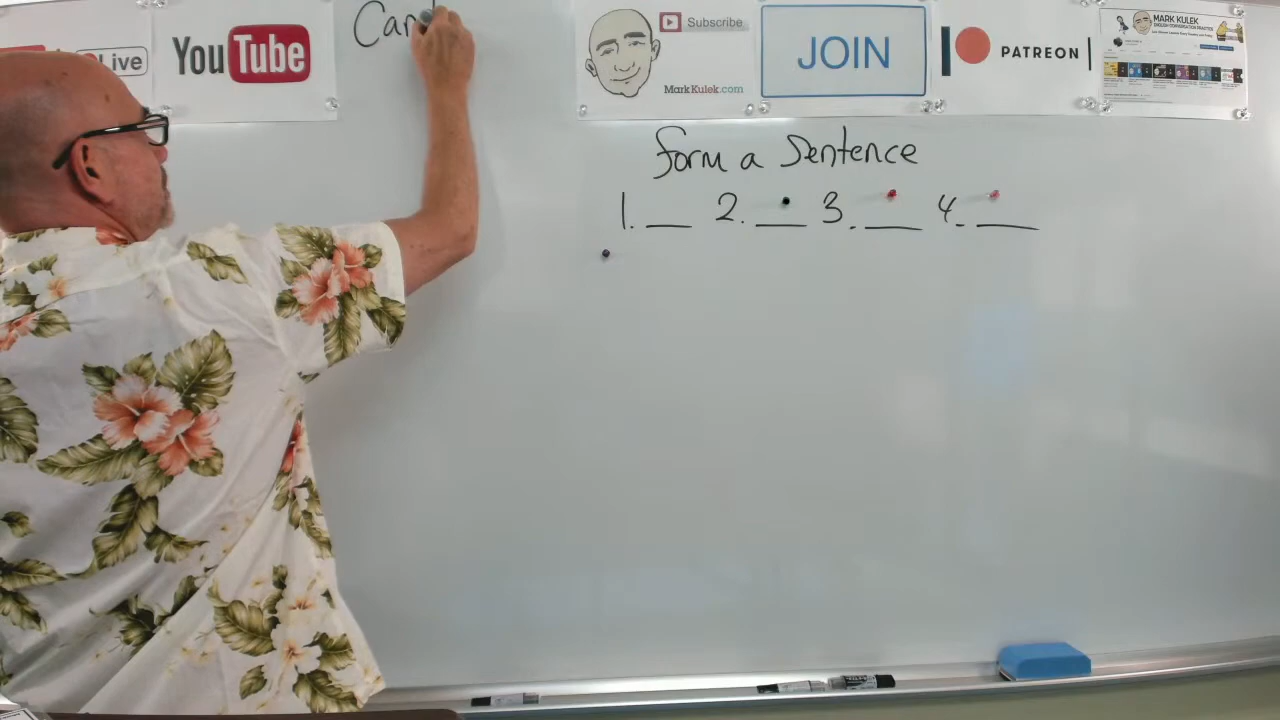 Live
YouTube
Can
Subscribe
MarkKulek.com
JOIN
PATREON
MARK KULEK
Form a Sentence
1. __ 2. __ 3. __ 4. __